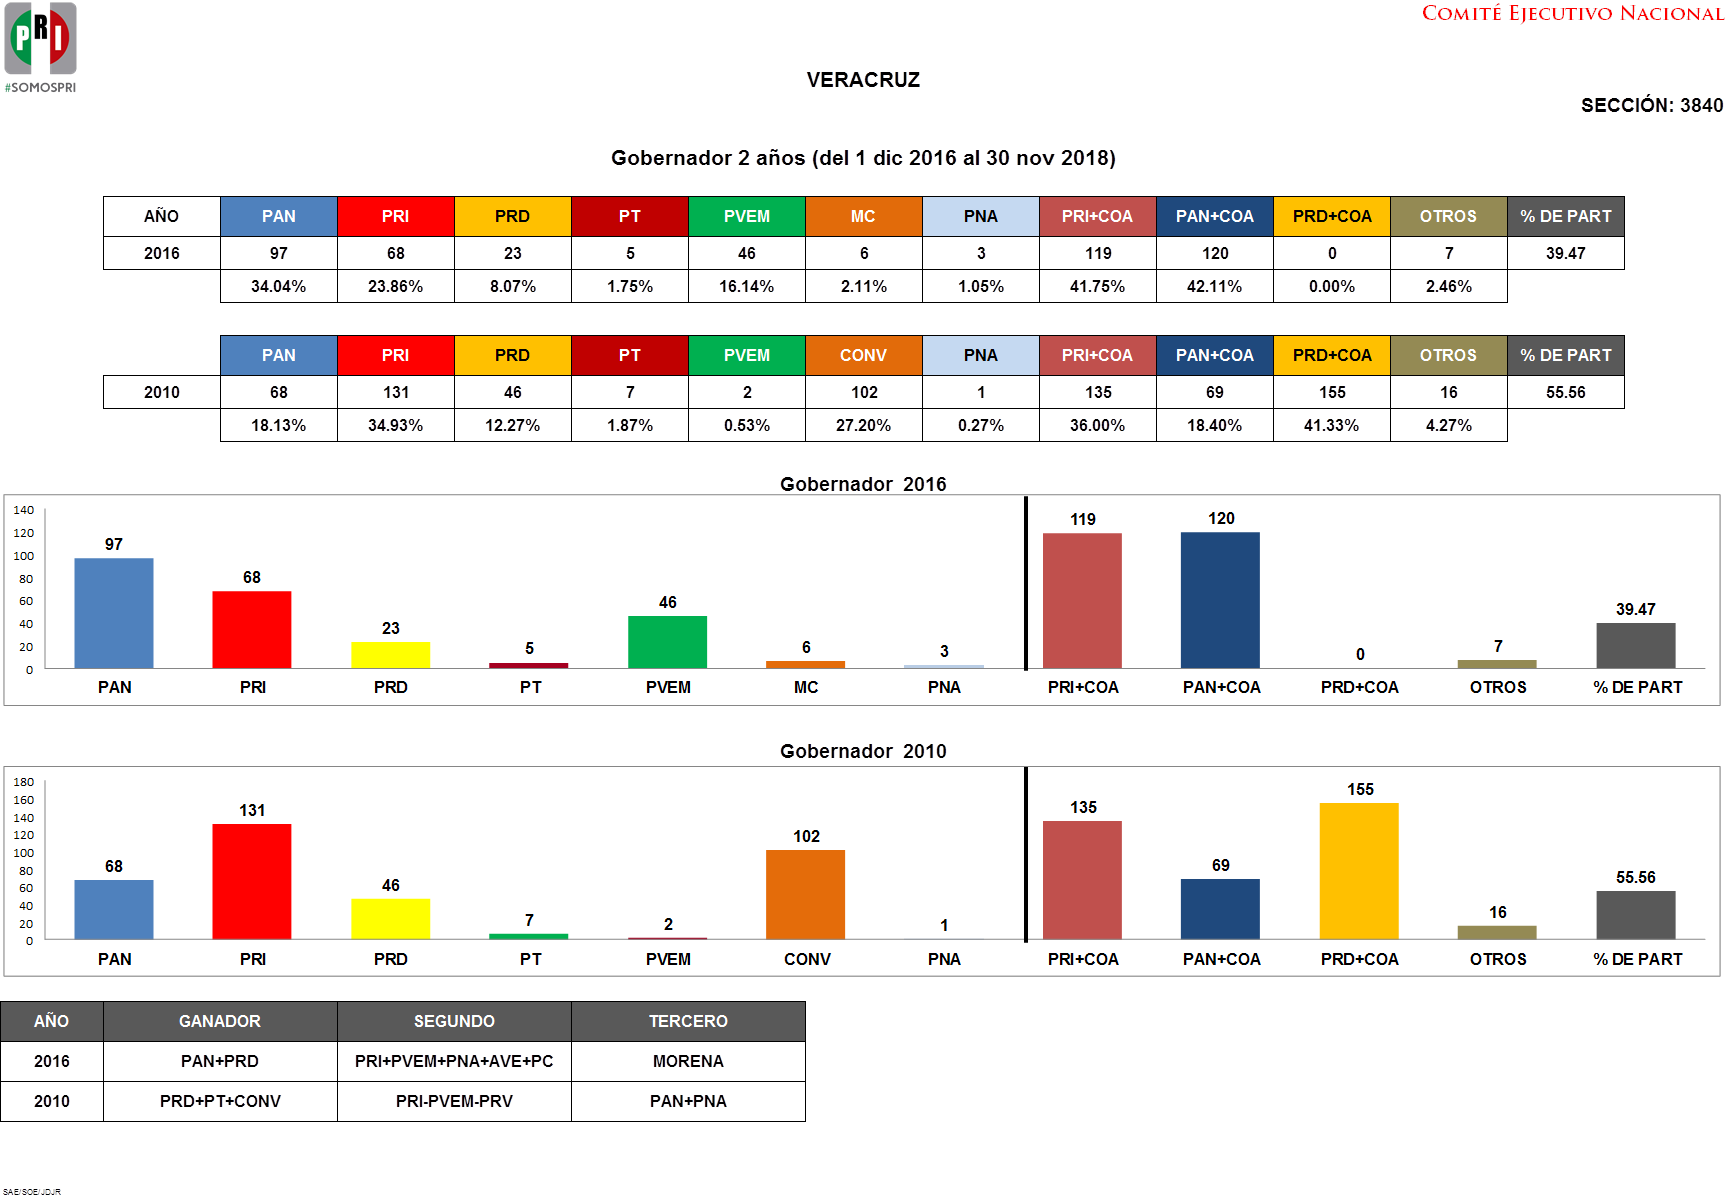 PRI
#SOMOSPRI
COMITÉ EJECUTIVO NACIONAL
VERACRUZ
SECCIÓN: 3840
Gobernador 2 años (del 1 dic 2016 al 30 nov 2018)
AÑO PAN PRI PRD PT PVEM MC PNA PRI+COA PAN+COA PRD+COA OTROS % DE PART
2016 97 68 23 5 46 6 3 119 120 0 7 39.47
34.04% 23.86% 8.07% 1.75% 16.14% 2.11% 1.05% 41.75% 42.11% 0.00% 2.46%
PAN PRI PRD PT PVEM CONV PNA PRI+COA PAN+COA PRD+COA OTROS % DE PART
2010 68 131 46 7 2 102 1 135 69 155 16 55.56
18.13% 34.93% 12.27% 1.87% 0.53% 27.20% 0.27% 36.00% 18.40% 41.33% 4.27%
Gobernador 2016
140
120
100
80
60
40
20
0
97 68 23 5 46 6 3 119 120 0 7 39.47
PAN PRI PRD PT PVEM MC PNA PRI+COA PAN+COA PRD+COA OTROS % DE PART
Gobernador 2010
180
160
140
120
100
80
60
40
20
0
68 131 46 7 2 102 1 135 69 155 16 55.56
PAN PRI PRD PT PVEM CONV PNA PRI+COA PAN+COA PRD+COA OTROS % DE PART
AÑO GANADOR SEGUNDO TERCERO
2016 PAN+PRD PRI+PVEM+PNA+AVE+PC MORENA
2010 PRD+PT+CONV PRI-PVEM-PRV PAN+PNA
SAE/SOE/JDJR